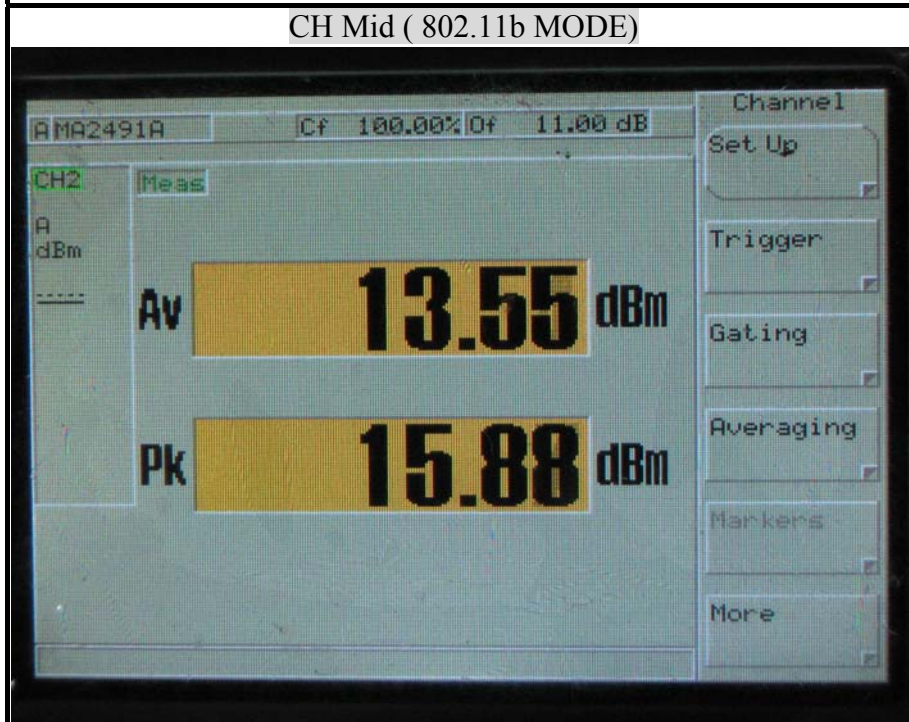 CH Mid ( 802.11b MODE)
A MA2491A Cf 100.00% Of 11.00 dB
CH2 Meas
A
dBm
-----
Av 13.55 dBm
Pk 15.88 dBm
Channel
Set Up
Trigger
Gating
Averaging
Markers
More